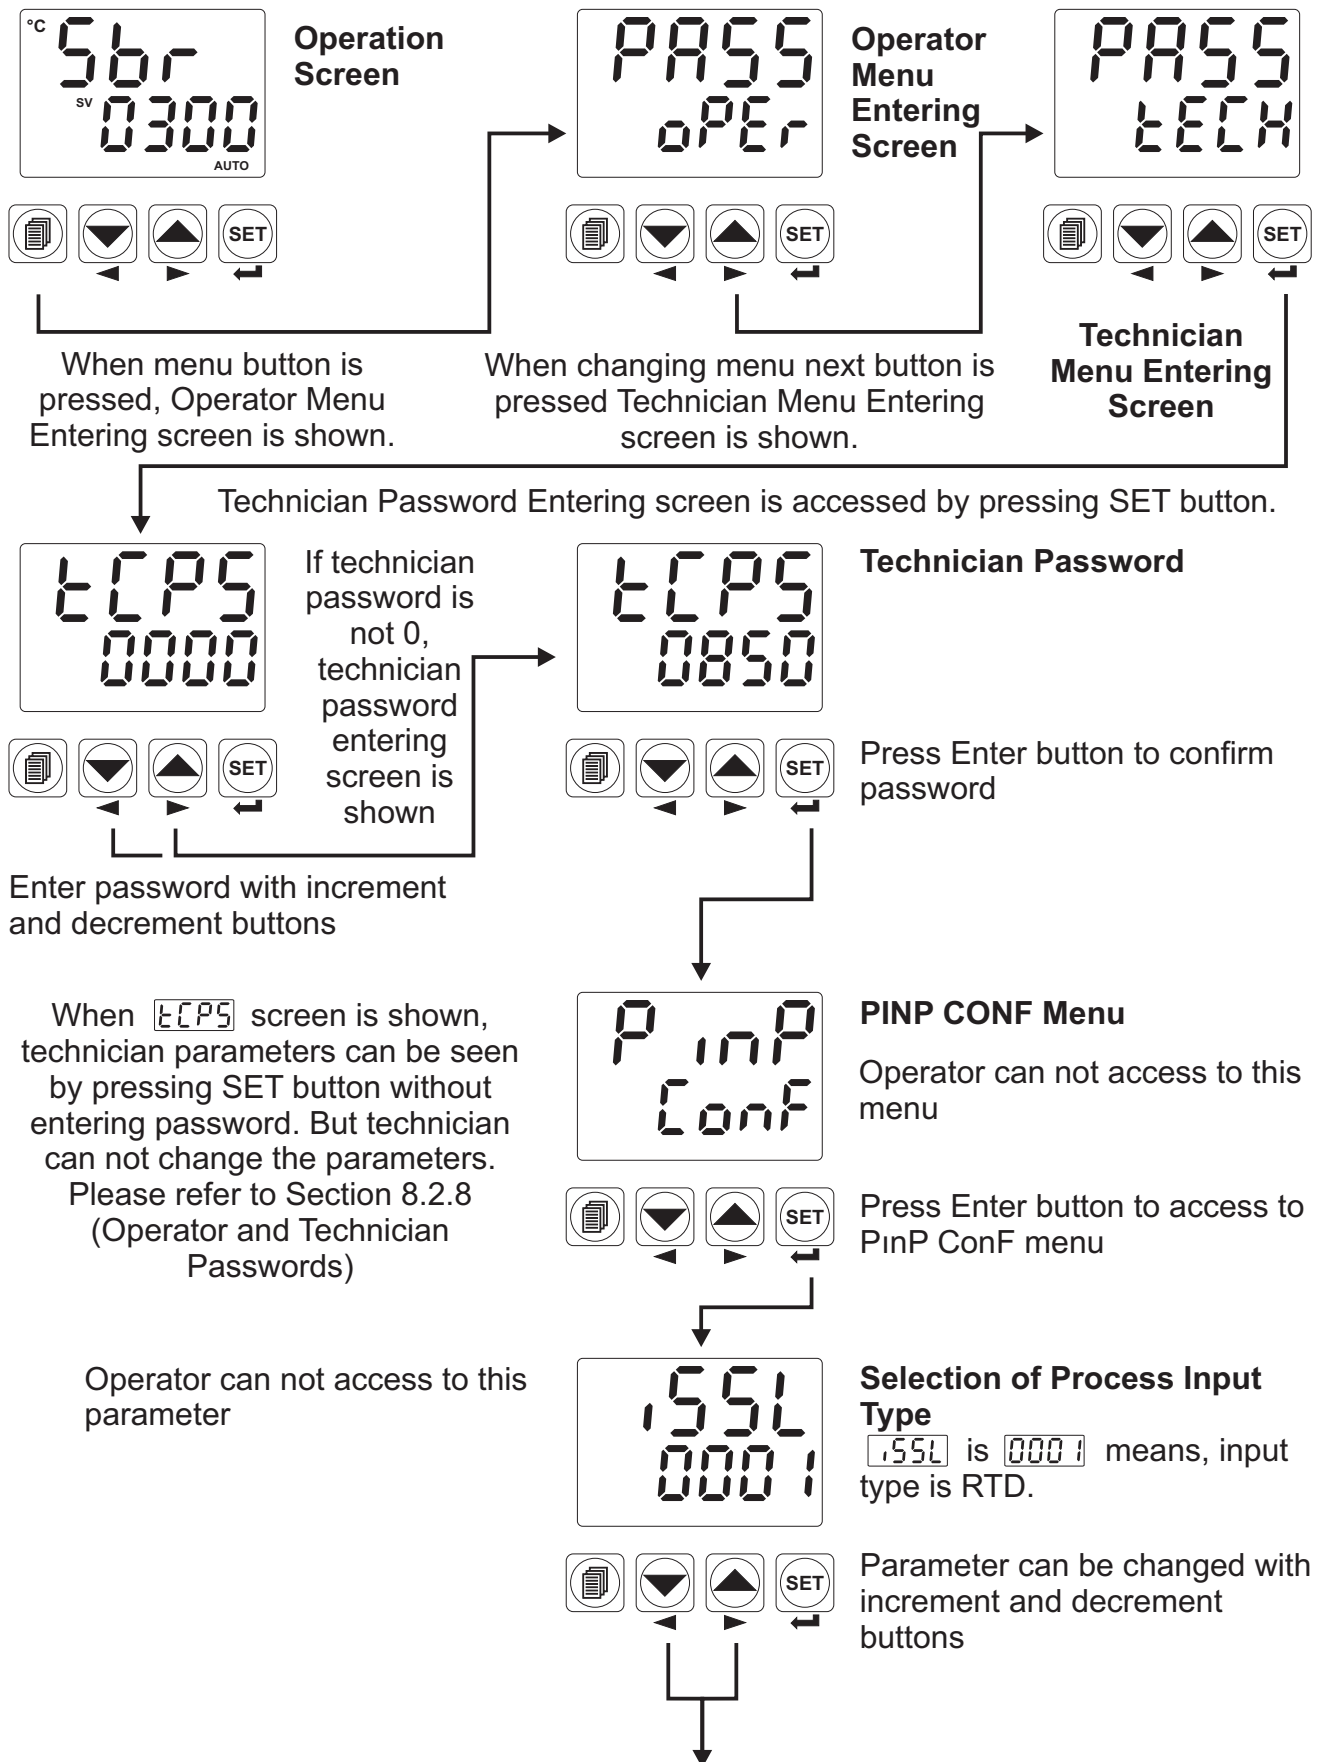 °C
Sbr
SV 0300
AUTO
Operation
Screen
PASS
oPEr
Operator
Menu
Entering
Screen
PASS
tECH
SET
SET
SET
When menu button is
pressed, Operator Menu
Entering screen is shown.
When changing menu next button is
pressed Technician Menu Entering
screen is shown.
Technician
Menu Entering
Screen
Technician Password Entering screen is accessed by pressing SET button.
tCPS
0000
If technician
password is
not 0,
technician
password
entering
screen is
shown
tCPS
0850
Technician Password
SET
SET
Press Enter button to confirm
password
Enter password with increment
and decrement buttons
When tCPS screen is shown,
technician parameters can be seen
by pressing SET button without
entering password. But technician
can not change the parameters.
Please refer to Section 8.2.8
(Operator and Technician
Passwords)
PınP
ConF
PINP CONF Menu
Operator can not access to this
menu
SET
Press Enter button to access to
PınP ConF menu
Operator can not access to this
parameter
ıSSL
0001
Selection of Process Input
Type
ıSSL is 0001 means, input
type is RTD.
SET
Parameter can be changed with
increment and decrement
buttons